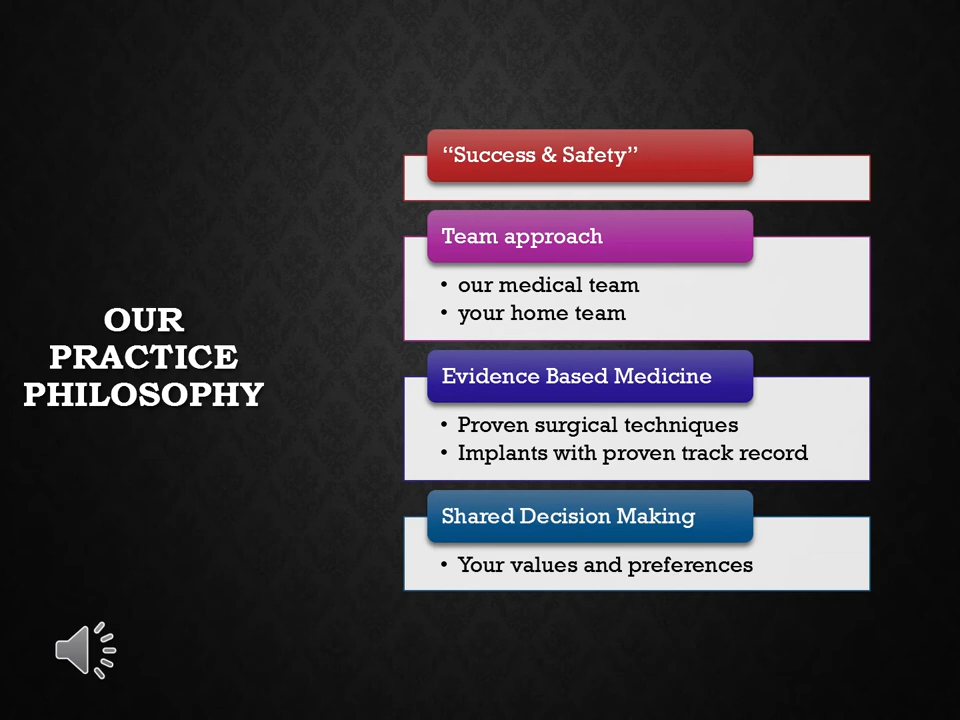 OUR
PRACTICE
PHILOSOPHY
“Success & Safety”
Team approach
• our medical team
• your home team
Evidence Based Medicine
• Proven surgical techniques
• Implants with proven track record
Shared Decision Making
• Your values and preferences